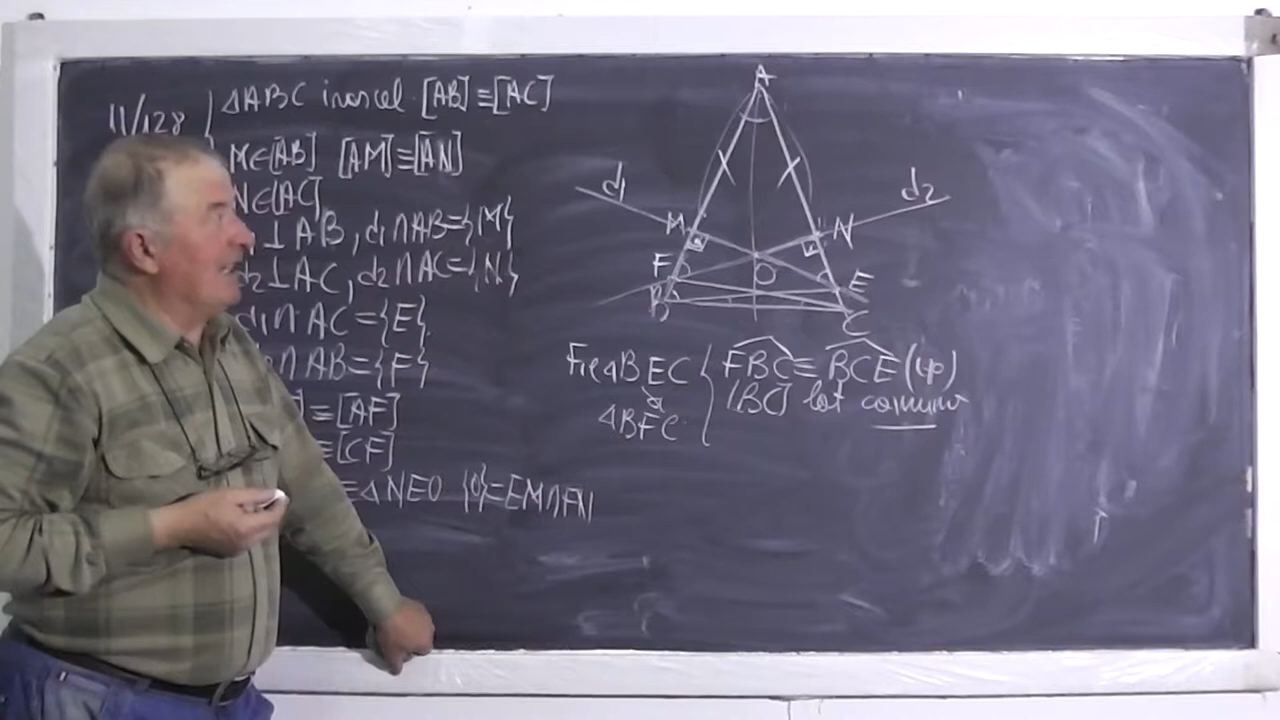 11/128
ΔABC isoscel [AB]≡[AC]
M∈[AB] [AM]≡[AN]
N∈[AC]
⊥AB, d1∩AB={M}
d2⊥AC, d2∩AC={N}
d1∩AC={E}
∩AB={F}
]≡[AF]
≡[CF]
≡ΔNEO {O}=EM∩FN
A
d1
d2
M
N
F
O
E
B
C
Fie ΔBEC
ΔBFC
FBC≡BCE (ip)
[BC] lat comună